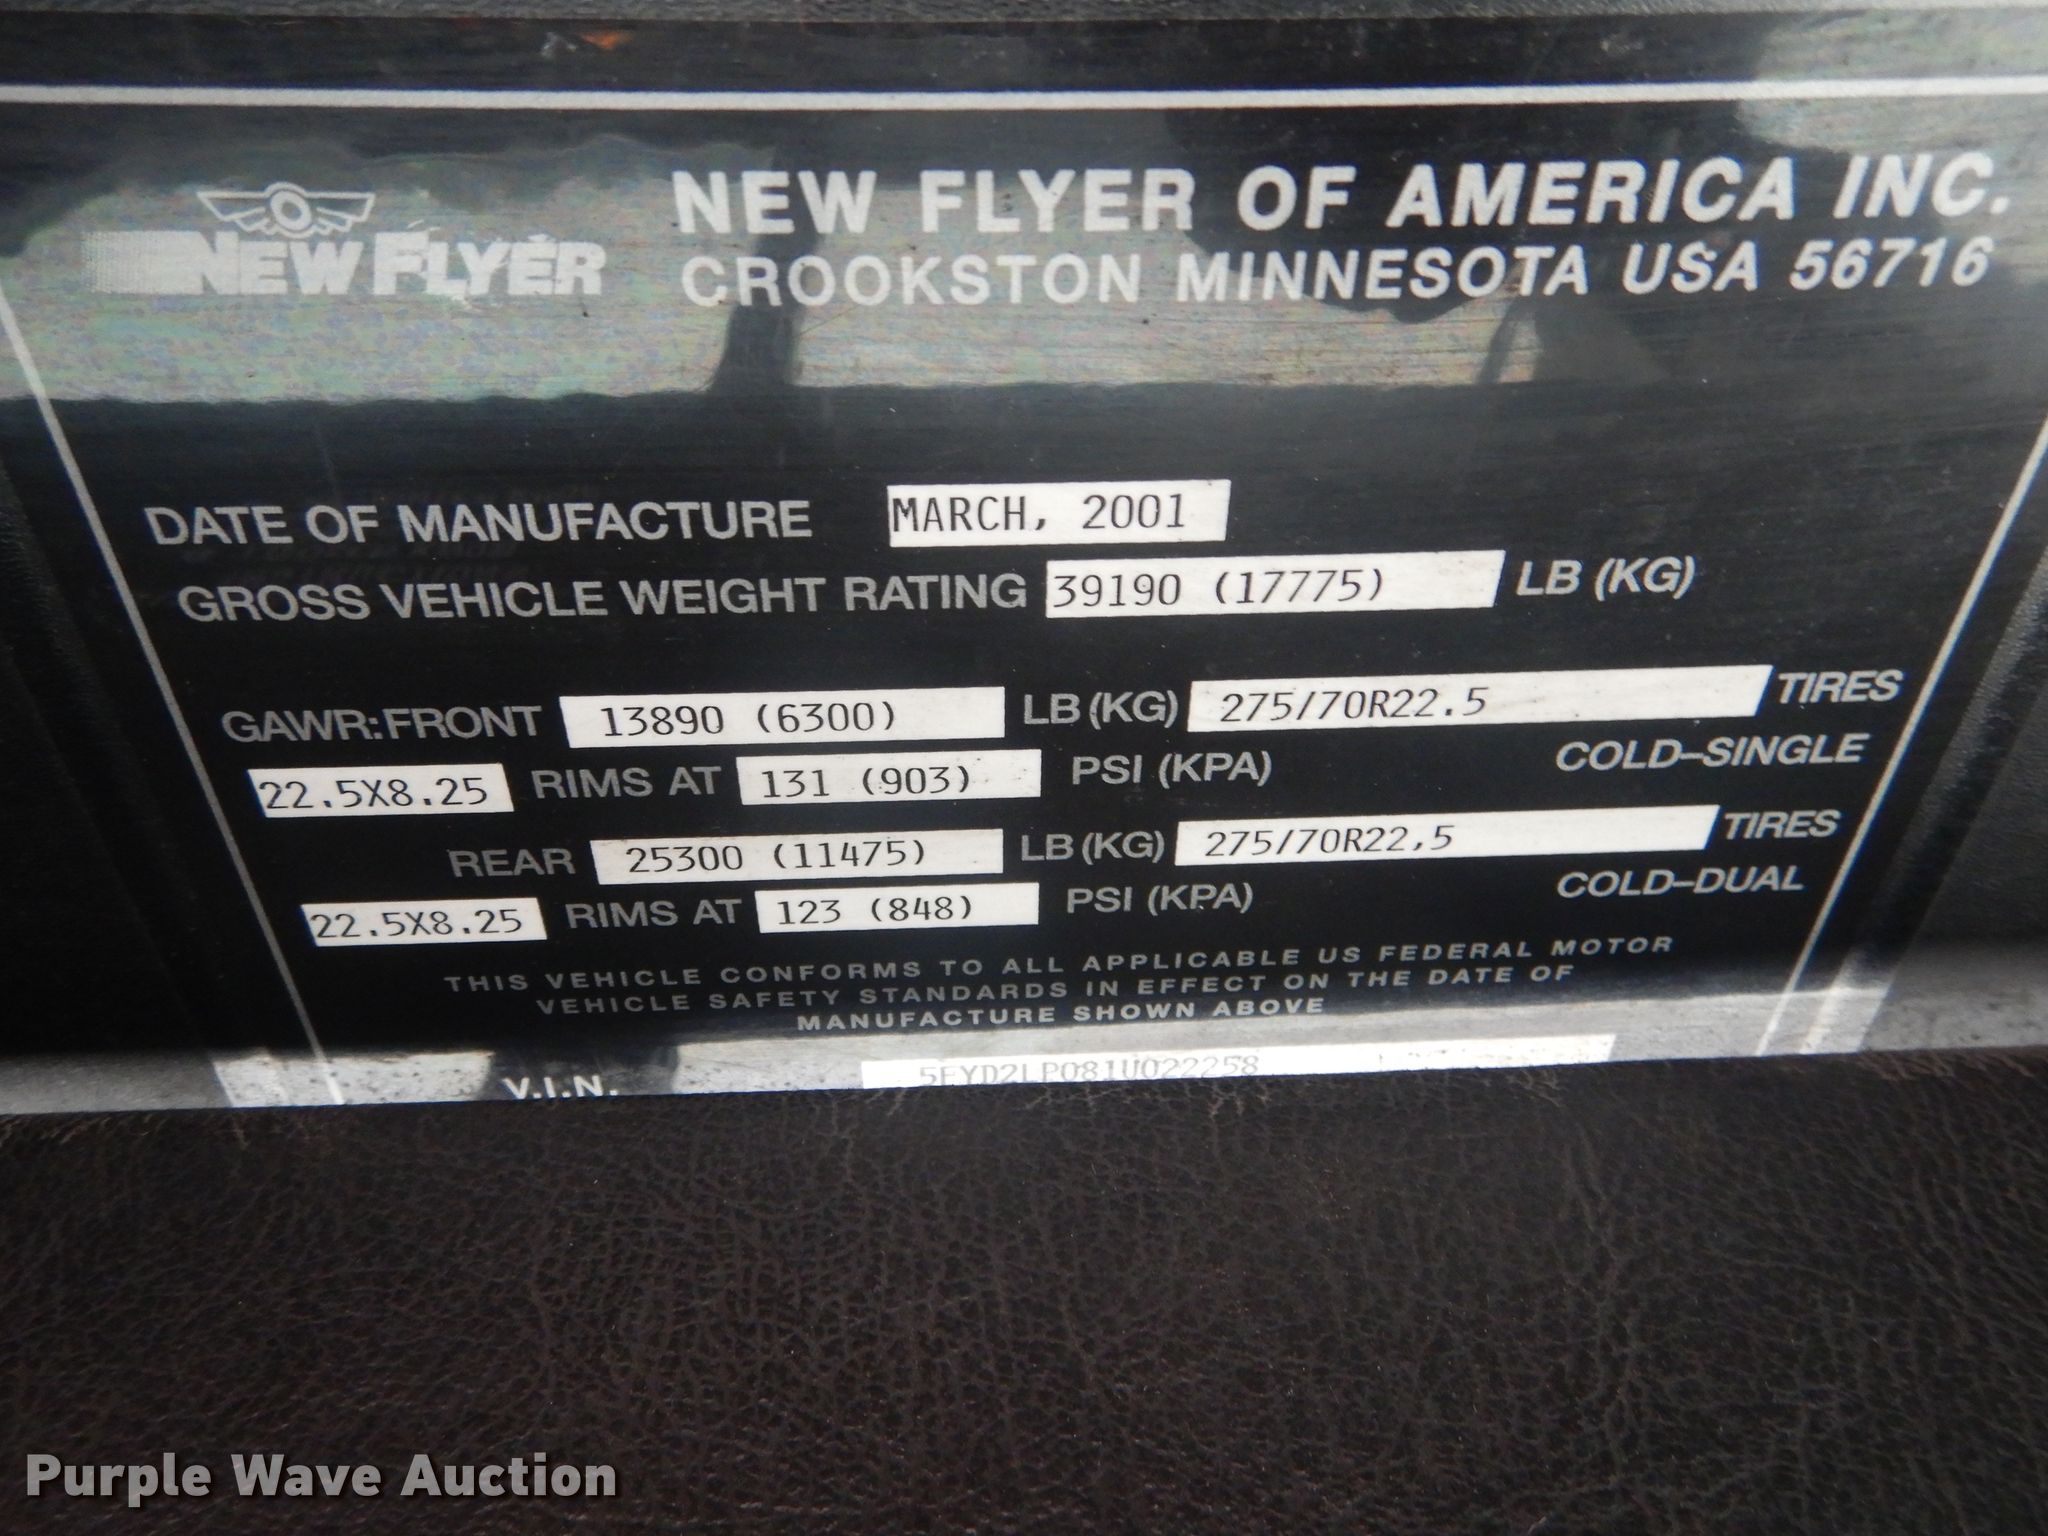 NEW FLYER
NEW FLYER OF AMERICA INC.
CROOKSTON MINNESOTA USA 56716
DATE OF MANUFACTURE MARCH, 2001
GROSS VEHICLE WEIGHT RATING 39190 (17775) LB (KG)
GAWR:FRONT 13890 (6300) LB (KG) 275/70R22.5 TIRES
22.5X8.25 RIMS AT 131 (903) PSI (KPA) COLD-SINGLE
REAR 25300 (11475) LB (KG) 275/70R22,5 TIRES
22.5X8.25 RIMS AT 123 (848) PSI (KPA) COLD-DUAL
THIS VEHICLE CONFORMS TO ALL APPLICABLE US FEDERAL MOTOR
VEHICLE SAFETY STANDARDS IN EFFECT ON THE DATE OF
MANUFACTURE SHOWN ABOVE
V.I.N. 5FYD2LP081U022258
Purple Wave Auction